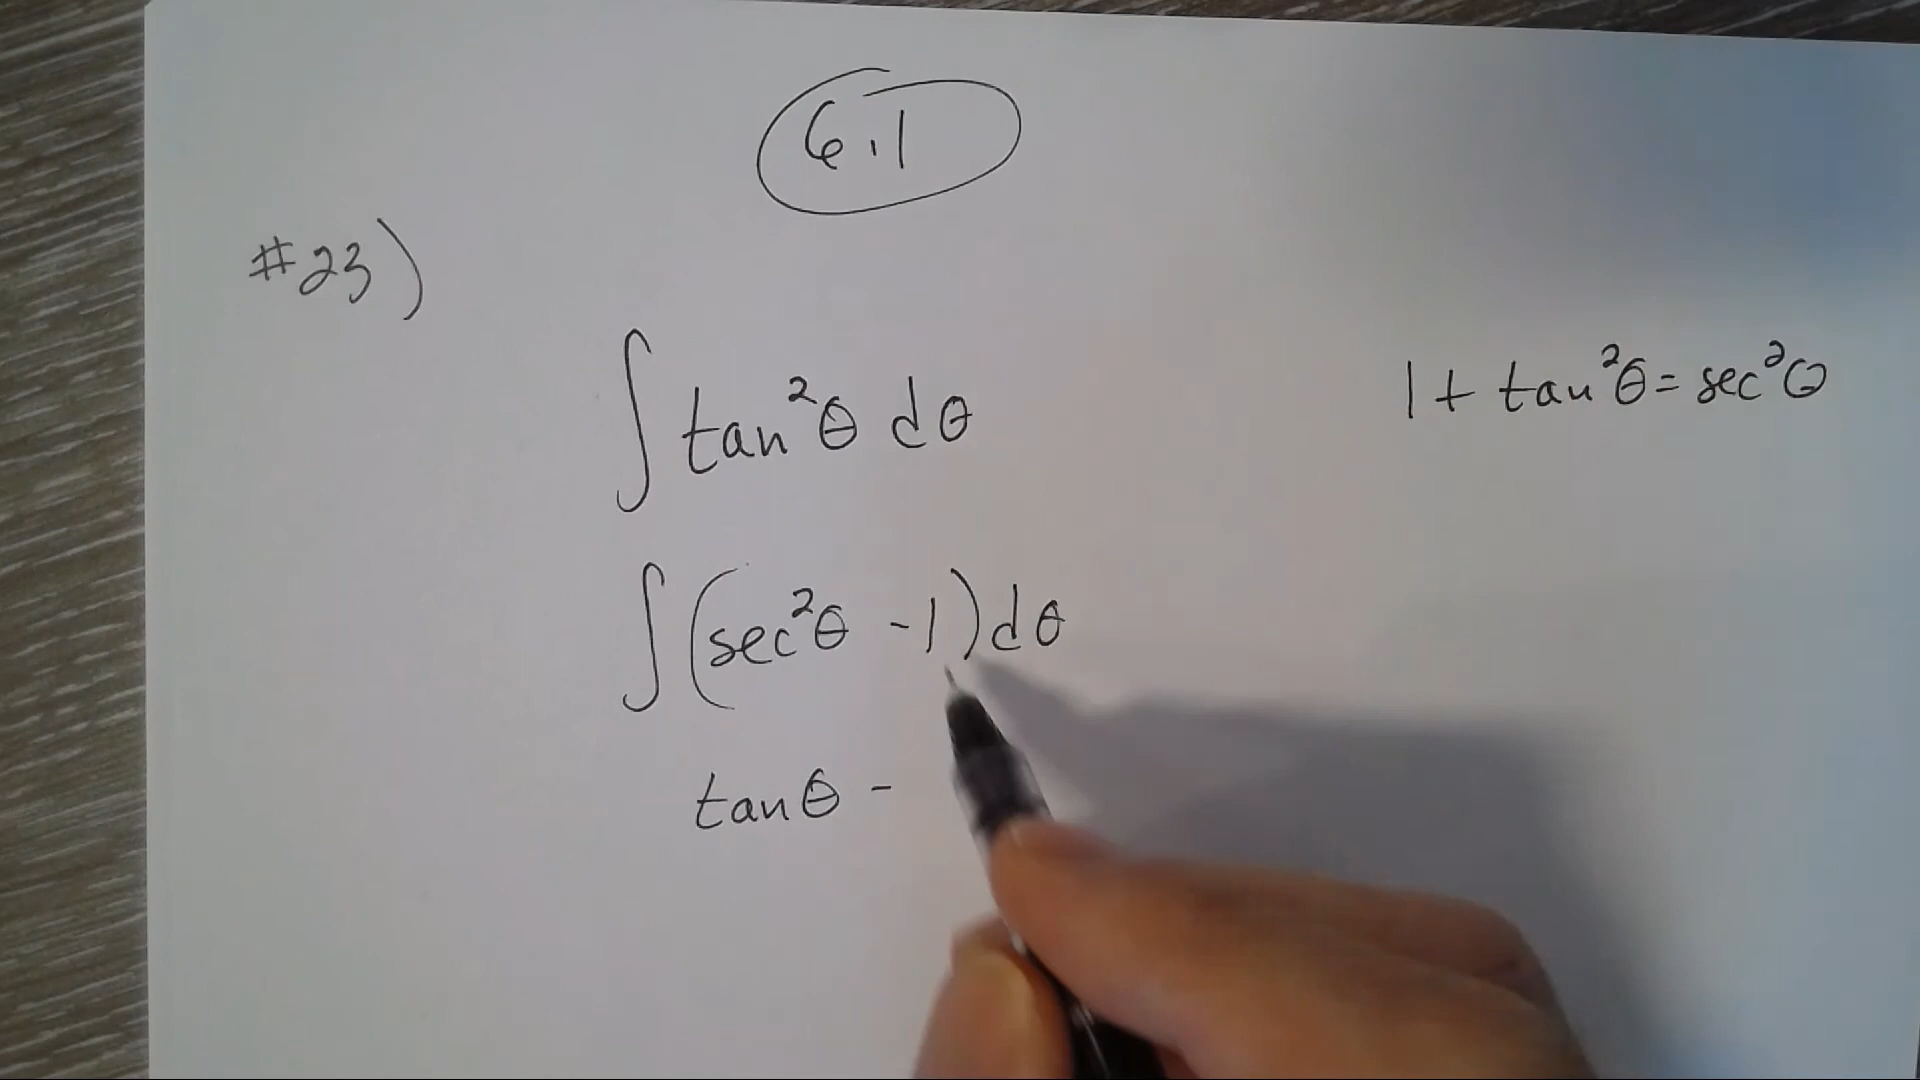 6.1
#23)
∫ tan²θ dθ
1 + tan²θ = sec²θ
∫ (sec²θ - 1) dθ
tanθ -